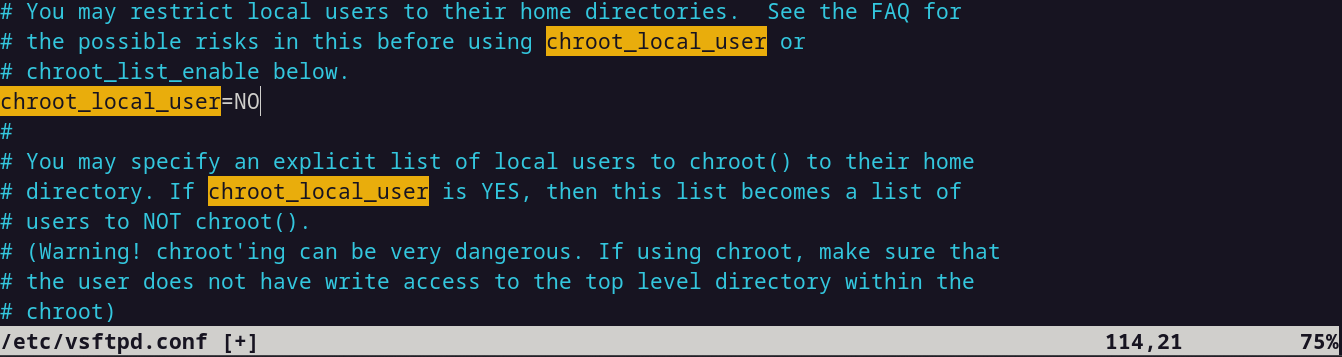 # You may restrict local users to their home directories.  See the FAQ for
# the possible risks in this before using chroot_local_user or
# chroot_list_enable below.
chroot_local_user=NO
#
# You may specify an explicit list of local users to chroot() to their home
# directory. If chroot_local_user is YES, then this list becomes a list of
# users to NOT chroot().
# (Warning! chroot'ing can be very dangerous. If using chroot, make sure that
# the user does not have write access to the top level directory within the
# chroot)
/etc/vsftpd.conf [+] 114,21 75%